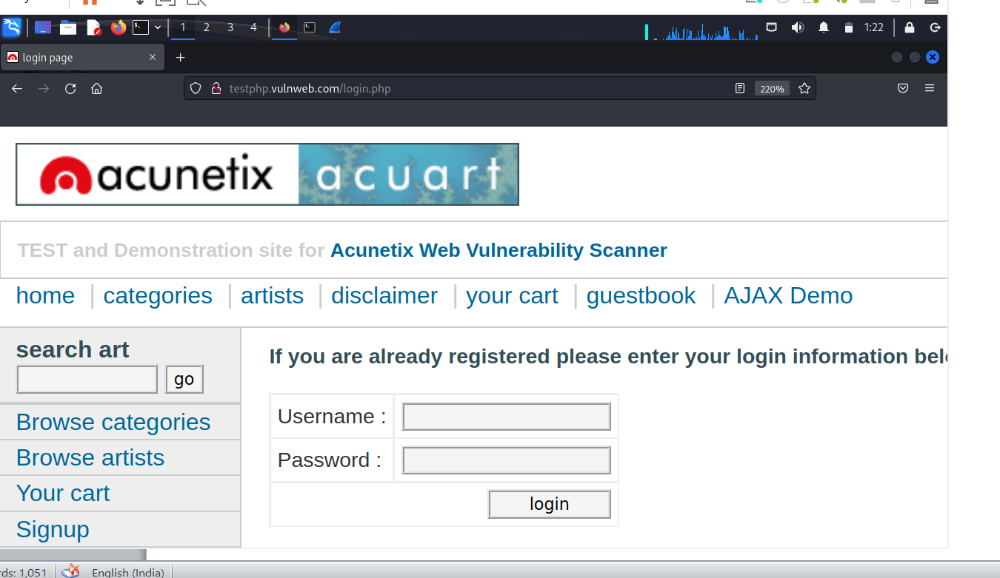 1 2 3 4 1:22
login page
testphp.vulnweb.com/login.php 220%
acunetix acuart
TEST and Demonstration site for Acunetix Web Vulnerability Scanner
home | categories | artists | disclaimer | your cart | guestbook | AJAX Demo
search art
go
Browse categories
Browse artists
Your cart
Signup
If you are already registered please enter your login information belo
Username :
Password :
login
rds: 1,051 English (India)